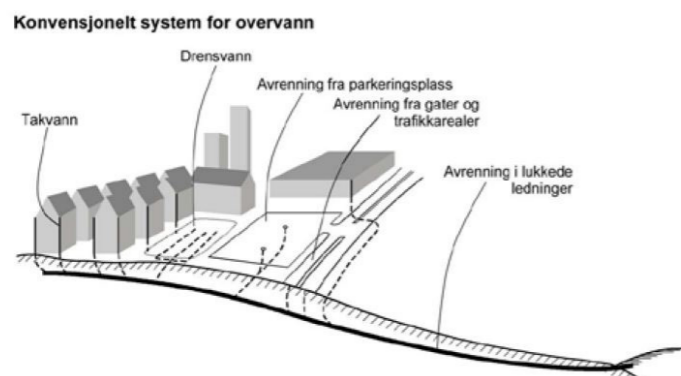 Konvensjonelt system for overvann
Drensvann
Avrenning fra parkeringsplass
Avrenning fra gater og
trafikkarealer
Takvann
Avrenning i lukkede
ledninger